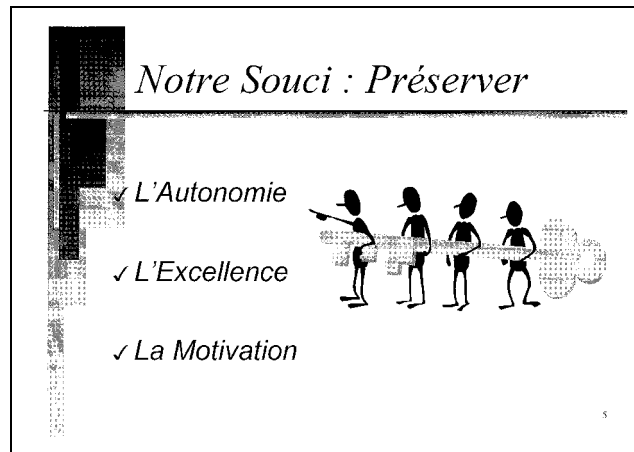 Notre Souci : Préserver
✓ L'Autonomie
✓ L'Excellence
✓ La Motivation
5